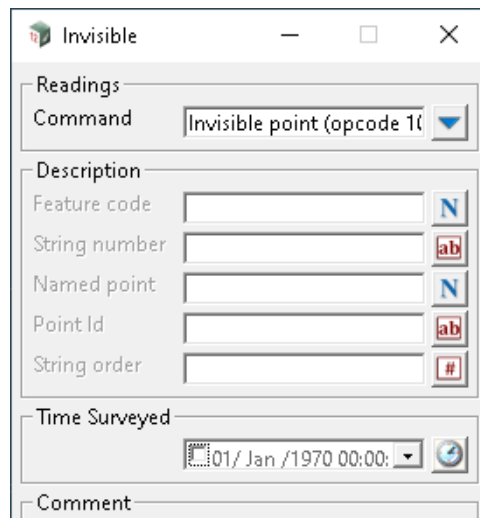 Invisible
Readings
Command Invisible point (opcode 1
Description
Feature code N
String number ab
Named point N
Point Id ab
String order #
Time Surveyed
01/ Jan /1970 00:00:
Comment